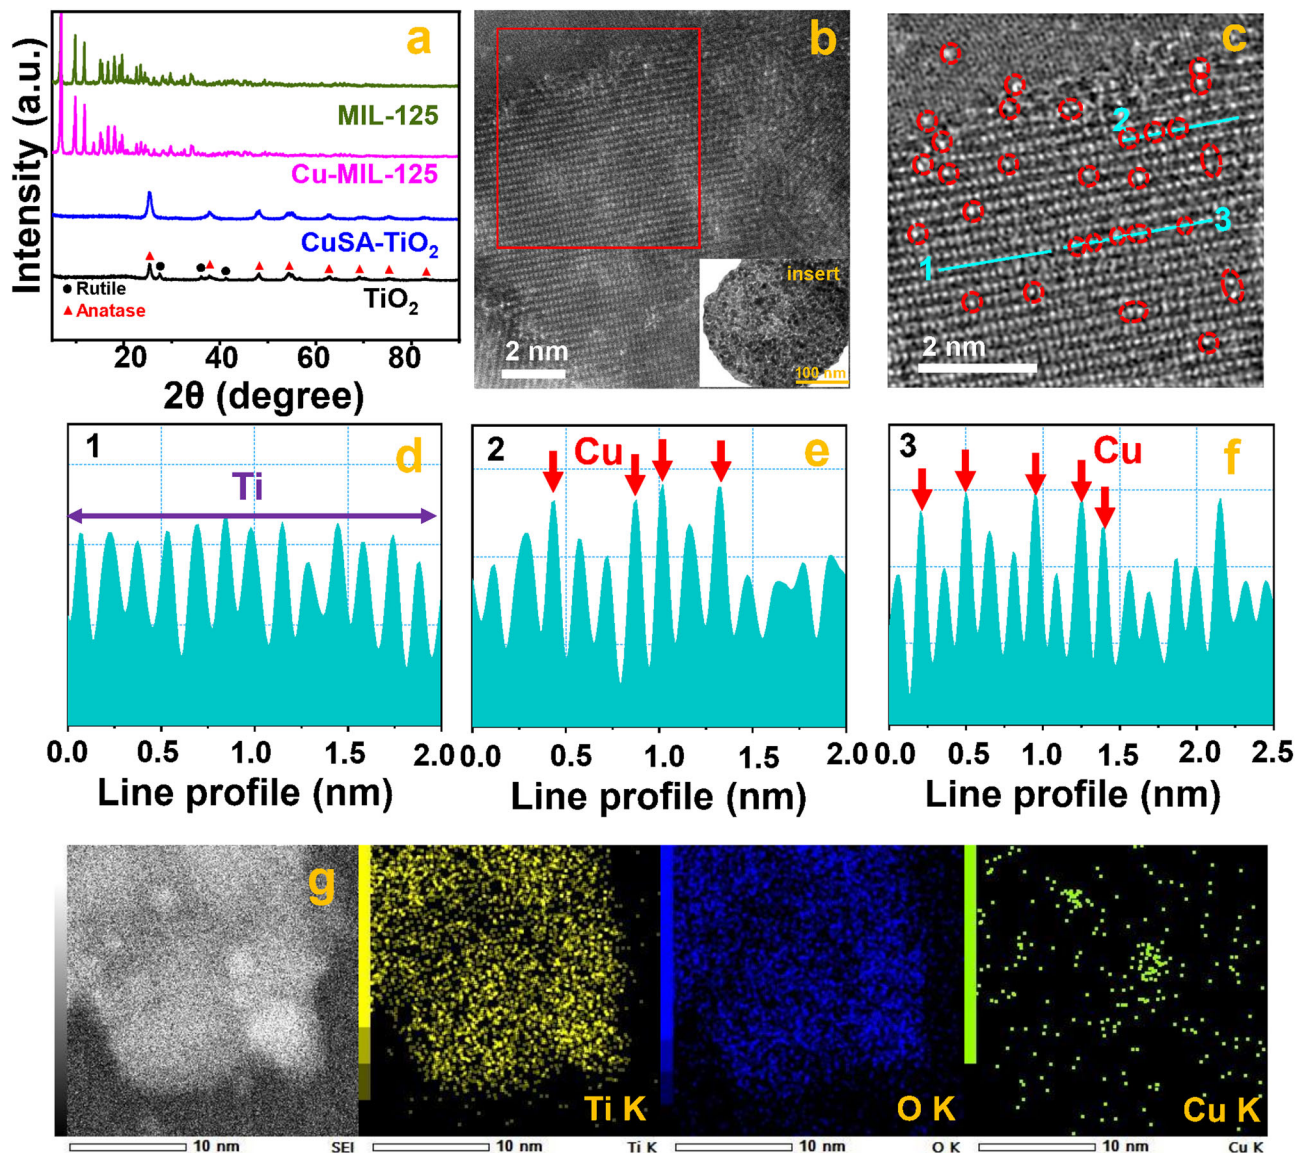 Intensity (a.u.)
a
MIL-125
Cu-MIL-125
CuSA-TiO₂
TiO₂
● Rutile
▲ Anatase
20 40 60 80
2θ (degree)
b
2 nm
insert
100 nm
c
2
3
1
2 nm
1
d
Ti
0.0 0.5 1.0 1.5 2.0
Line profile (nm)
2
e
Cu
0.0 0.5 1.0 1.5 2.0
Line profile (nm)
3
f
Cu
0.0 0.5 1.0 1.5 2.0 2.5
Line profile (nm)
g
Ti K
O K
Cu K
10 nm SEI
10 nm Ti K
10 nm O K
10 nm Cu K